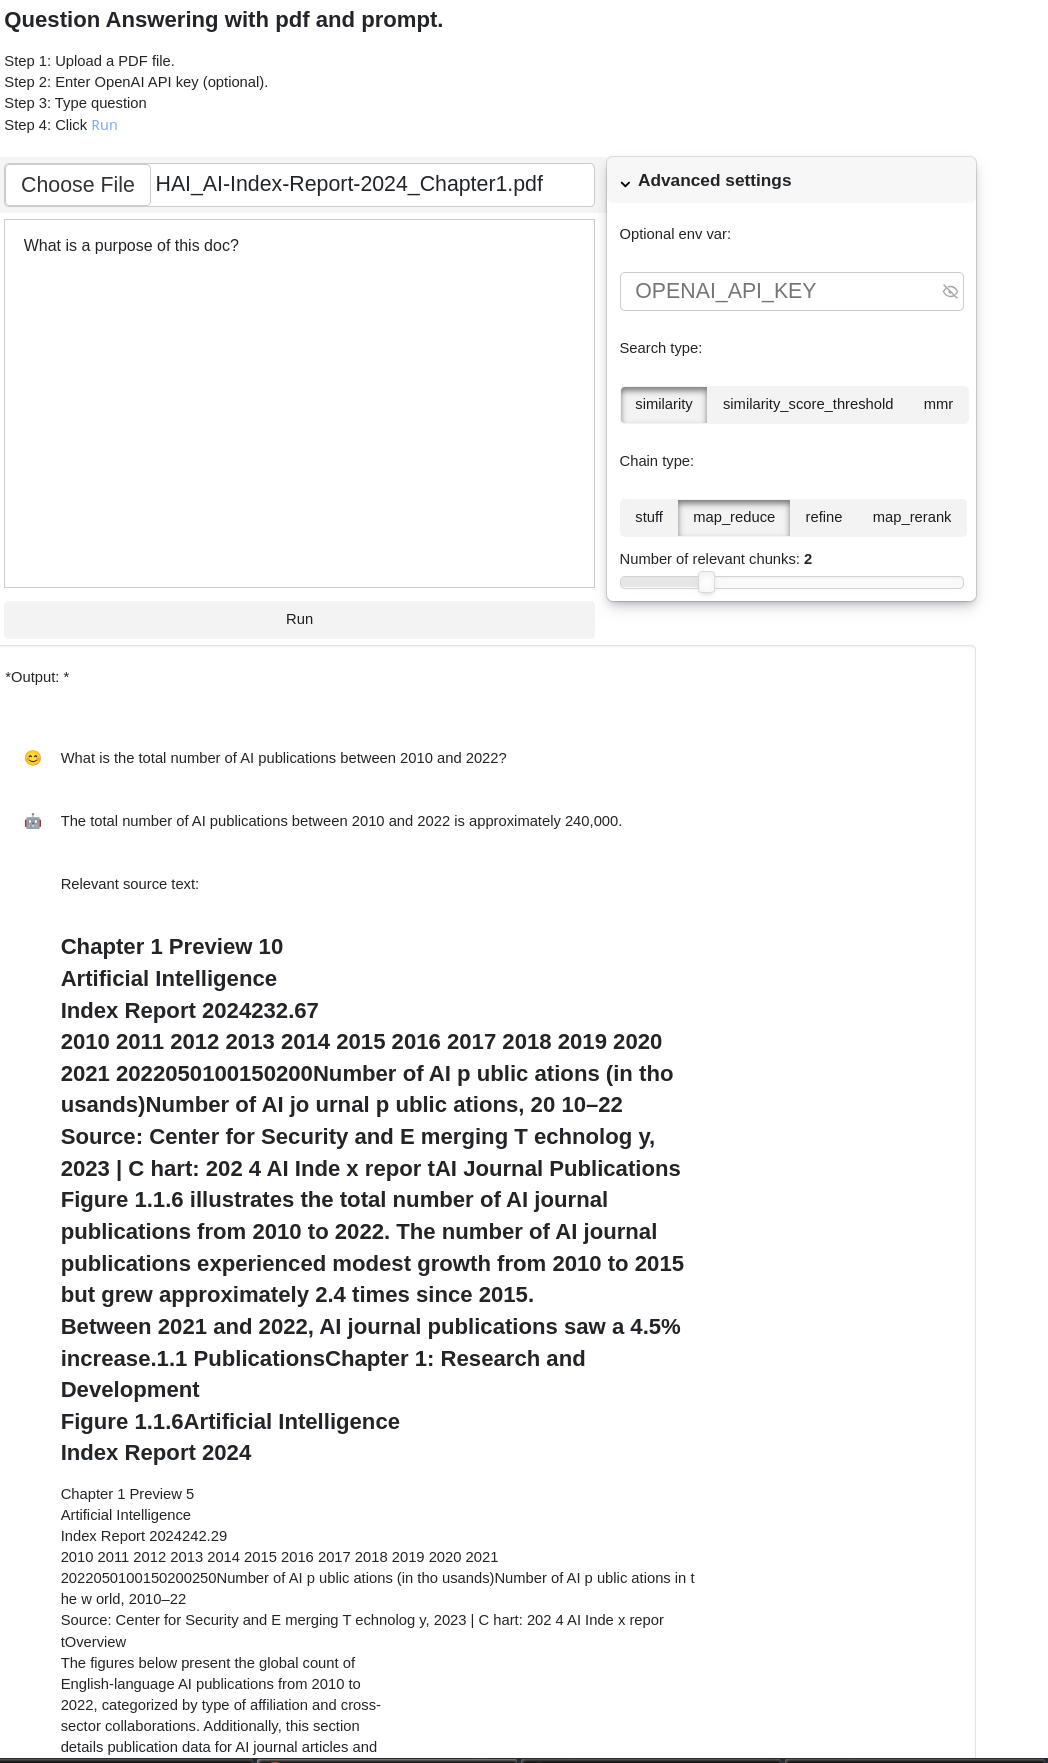 Question Answering with pdf and prompt.
Step 1: Upload a PDF file.
Step 2: Enter OpenAI API key (optional).
Step 3: Type question
Step 4: Click Run
Choose File HAI_AI-Index-Report-2024_Chapter1.pdf
What is a purpose of this doc?
Run
Advanced settings
Optional env var:
OPENAI_API_KEY
Search type:
similarity similarity_score_threshold mmr
Chain type:
stuff map_reduce refine map_rerank
Number of relevant chunks: 2
*Output: *
😊 What is the total number of AI publications between 2010 and 2022?
🤖 The total number of AI publications between 2010 and 2022 is approximately 240,000.
Relevant source text:
Chapter 1 Preview 10
Artificial Intelligence
Index Report 2024232.67
2010 2011 2012 2013 2014 2015 2016 2017 2018 2019 2020
2021 2022050100150200Number of AI p ublic ations (in tho
usands)Number of AI jo urnal p ublic ations, 20 10–22
Source: Center for Security and E merging T echnolog y,
2023 | C hart: 202 4 AI Inde x repor tAI Journal Publications
Figure 1.1.6 illustrates the total number of AI journal
publications from 2010 to 2022. The number of AI journal
publications experienced modest growth from 2010 to 2015
but grew approximately 2.4 times since 2015.
Between 2021 and 2022, AI journal publications saw a 4.5%
increase.1.1 PublicationsChapter 1: Research and
Development
Figure 1.1.6Artificial Intelligence
Index Report 2024
Chapter 1 Preview 5
Artificial Intelligence
Index Report 2024242.29
2010 2011 2012 2013 2014 2015 2016 2017 2018 2019 2020 2021
2022050100150200250Number of AI p ublic ations (in tho usands)Number of AI p ublic ations in t
he w orld, 2010–22
Source: Center for Security and E merging T echnolog y, 2023 | C hart: 202 4 AI Inde x repor
tOverview
The figures below present the global count of
English-language AI publications from 2010 to
2022, categorized by type of affiliation and cross-
sector collaborations. Additionally, this section
details publication data for AI journal articles and